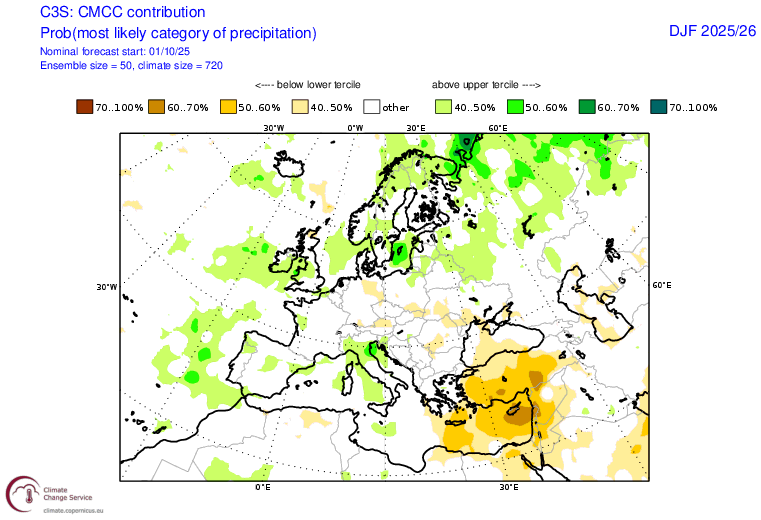 C3S: CMCC contribution
Prob(most likely category of precipitation)
DJF 2025/26
Nominal forecast start: 01/10/25
Ensemble size = 50, climate size = 720
<---- below lower tercile
above upper tercile ---->
70..100% 60..70% 50..60% 40..50% other 40..50% 50..60% 60..70% 70..100%
30°W 0°W 30°E 60°E
30°W
60°E
0°E 30°E
Climate
Change Service
climate.copernicus.eu